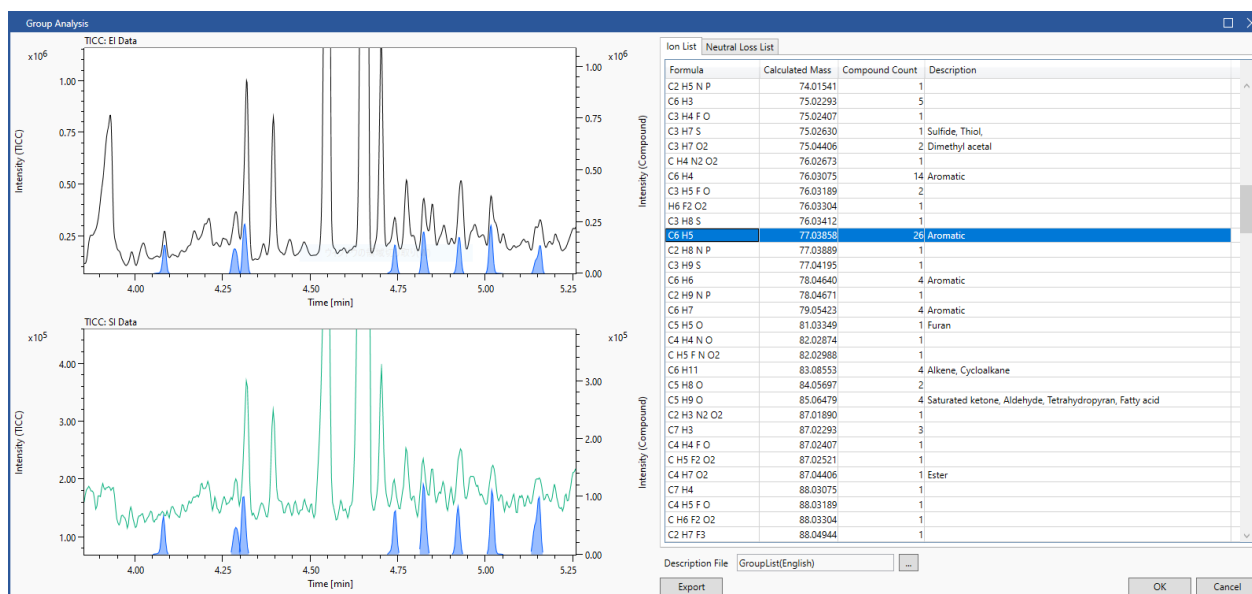 Group Analysis
TICC: EI Data
x10⁶
x10⁶
1.00
0.75
0.50
0.25
1.00
0.75
0.50
0.25
0.00
Intensity (TICC)
Intensity (Compound)
4.00 4.25 4.50 4.75 5.00 5.25
Time [min]
TICC: SI Data
x10⁵
x10⁵
4.00
3.00
2.00
1.00
3.00
2.00
1.00
0.00
Intensity (TICC)
Intensity (Compound)
4.00 4.25 4.50 4.75 5.00 5.25
Time [min]
Ion List Neutral Loss List
Formula Calculated Mass Compound Count Description
C2 H5 N P 74.01541 1
C6 H3 75.02293 5
C3 H4 F O 75.02407 1
C3 H7 S 75.02630 1 Sulfide, Thiol,
C3 H7 O2 75.04406 2 Dimethyl acetal
C H4 N2 O2 76.02673 1
C6 H4 76.03075 14 Aromatic
C3 H5 F O 76.03189 2
H6 F2 O2 76.03304 1
C3 H8 S 76.03412 1
C6 H5 77.03858 26 Aromatic
C2 H8 N P 77.03889 1
C3 H9 S 77.04195 1
C6 H6 78.04640 4 Aromatic
C2 H9 N P 78.04671 1
C6 H7 79.05423 4 Aromatic
C5 H5 O 81.03349 1 Furan
C4 H4 N O 82.02874 1
C H5 F N O2 82.02988 1
C6 H11 83.08553 4 Alkene, Cycloalkane
C5 H8 O 84.05697 2
C5 H9 O 85.06479 4 Saturated ketone, Aldehyde, Tetrahydropyran, Fatty acid
C2 H3 N2 O2 87.01890 1
C7 H3 87.02293 3
C4 H4 F O 87.02407 1
C H5 F2 O2 87.02521 1
C4 H7 O2 87.04406 1 Ester
C7 H4 88.03075 1
C4 H5 F O 88.03189 1
C H6 F2 O2 88.03304 1
C2 H7 F3 88.04944 1
Description File GroupList(English) ...
Export OK Cancel